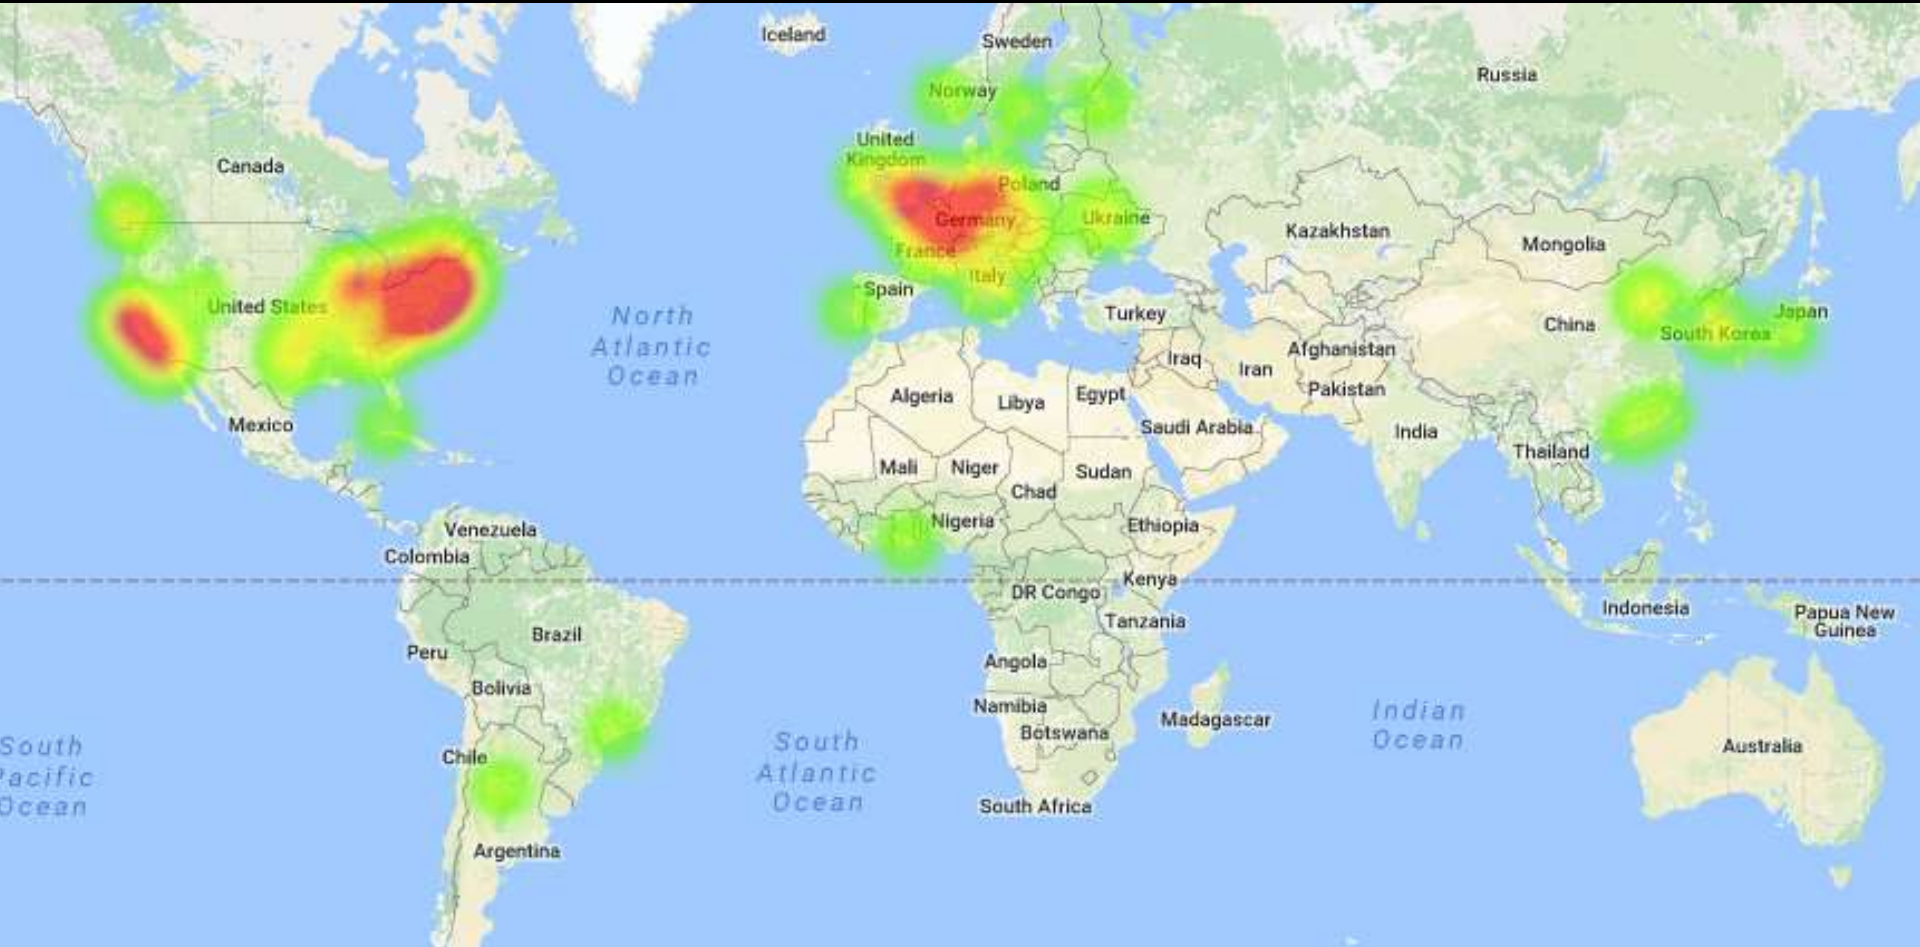 Iceland
Sweden
Russia
Norway
United
Kingdom
Canada
Poland
Germany
Ukraine
Kazakhstan
Mongolia
France
Italy
Spain
United States
North
Atlantic
Ocean
Turkey
China
Japan
South Korea
Iraq
Iran
Afghanistan
Pakistan
Algeria
Libya
Egypt
Saudi Arabia
India
Thailand
Mexico
Mali
Niger
Chad
Sudan
Nigeria
Ethiopia
Venezuela
Colombia
Kenya
DR Congo
Tanzania
Indonesia
Papua New
Guinea
Brazil
Peru
Angola
Bolivia
Namibia
Botswana
Madagascar
Indian
Ocean
Australia
South
Pacific
Ocean
Chile
South
Atlantic
Ocean
South Africa
Argentina